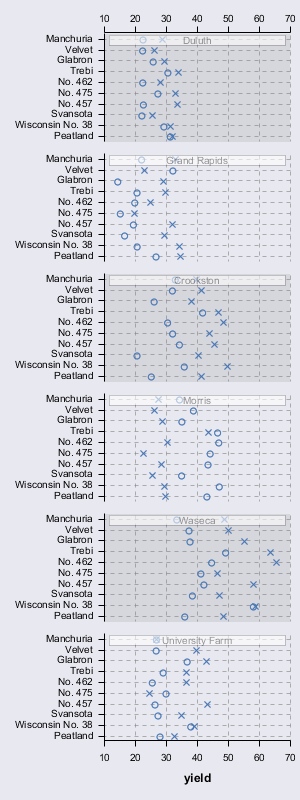 10 20 30 40 50 60 70
Manchuria Duluth
Velvet
Glabron
Trebi
No. 462
No. 475
No. 457
Svansota
Wisconsin No. 38
Peatland
Manchuria Grand Rapids
Velvet
Glabron
Trebi
No. 462
No. 475
No. 457
Svansota
Wisconsin No. 38
Peatland
Manchuria Crookston
Velvet
Glabron
Trebi
No. 462
No. 475
No. 457
Svansota
Wisconsin No. 38
Peatland
Manchuria Morris
Velvet
Glabron
Trebi
No. 462
No. 475
No. 457
Svansota
Wisconsin No. 38
Peatland
Manchuria Waseca
Velvet
Glabron
Trebi
No. 462
No. 475
No. 457
Svansota
Wisconsin No. 38
Peatland
Manchuria University Farm
Velvet
Glabron
Trebi
No. 462
No. 475
No. 457
Svansota
Wisconsin No. 38
Peatland
10 20 30 40 50 60 70
yield